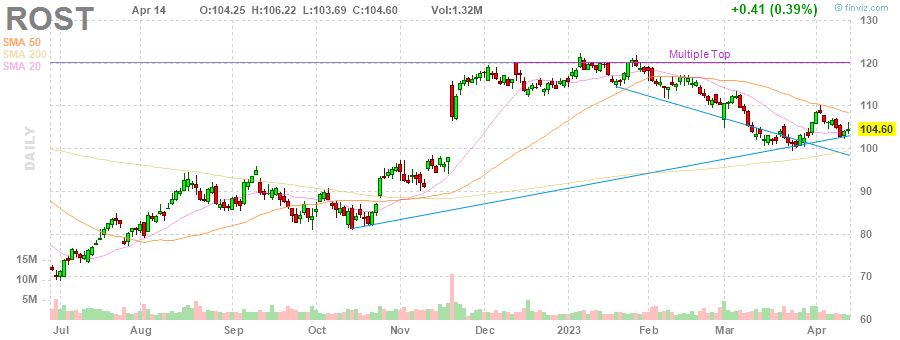 ROST Apr 14 O:104.25 H:106.22 L:103.69 C:104.60 Vol:1.32M +0.41 (0.39%) © finviz.com
SMA 50
SMA 200
SMA 20
Multiple Top
DAILY
130
120
110
104.60
100
90
80
70
60
15M
10M
5M
Jul Aug Sep Oct Nov Dec 2023 Feb Mar Apr